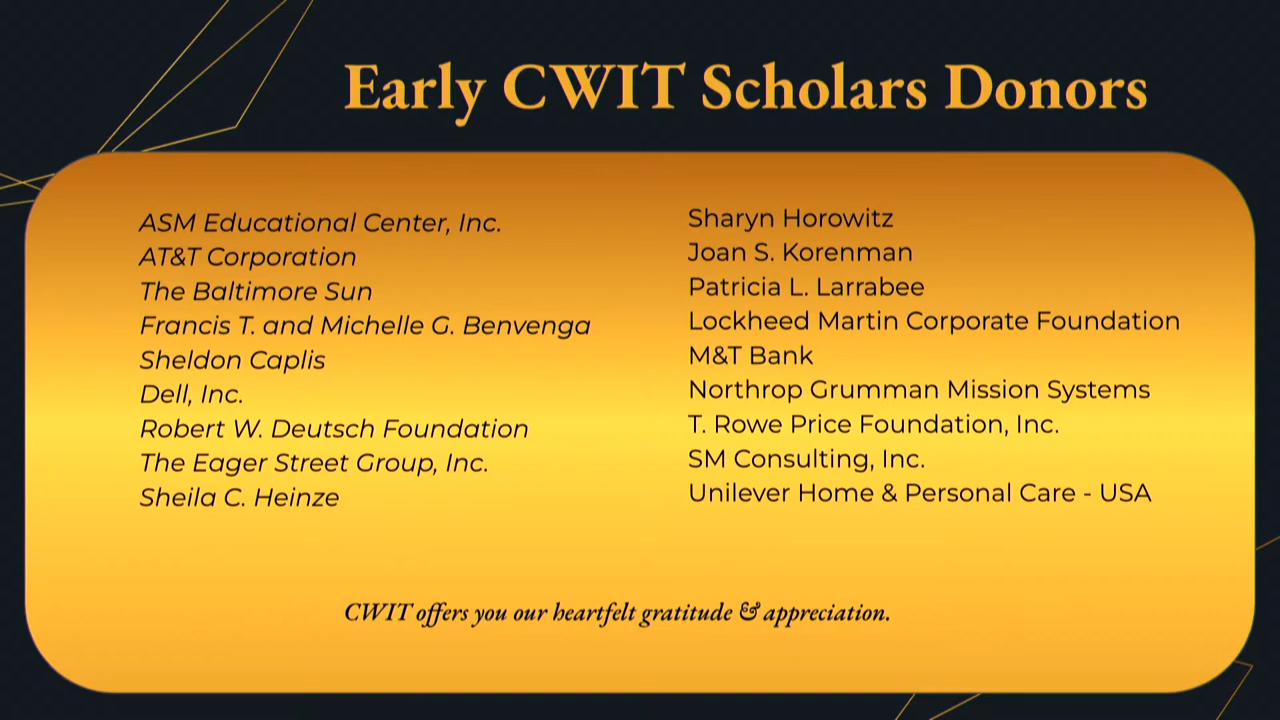 Early CWIT Scholars Donors
ASM Educational Center, Inc.
AT&T Corporation
The Baltimore Sun
Francis T. and Michelle G. Benvenga
Sheldon Caplis
Dell, Inc.
Robert W. Deutsch Foundation
The Eager Street Group, Inc.
Sheila C. Heinze
Sharyn Horowitz
Joan S. Korenman
Patricia L. Larrabee
Lockheed Martin Corporate Foundation
M&T Bank
Northrop Grumman Mission Systems
T. Rowe Price Foundation, Inc.
SM Consulting, Inc.
Unilever Home & Personal Care - USA
CWIT offers you our heartfelt gratitude & appreciation.